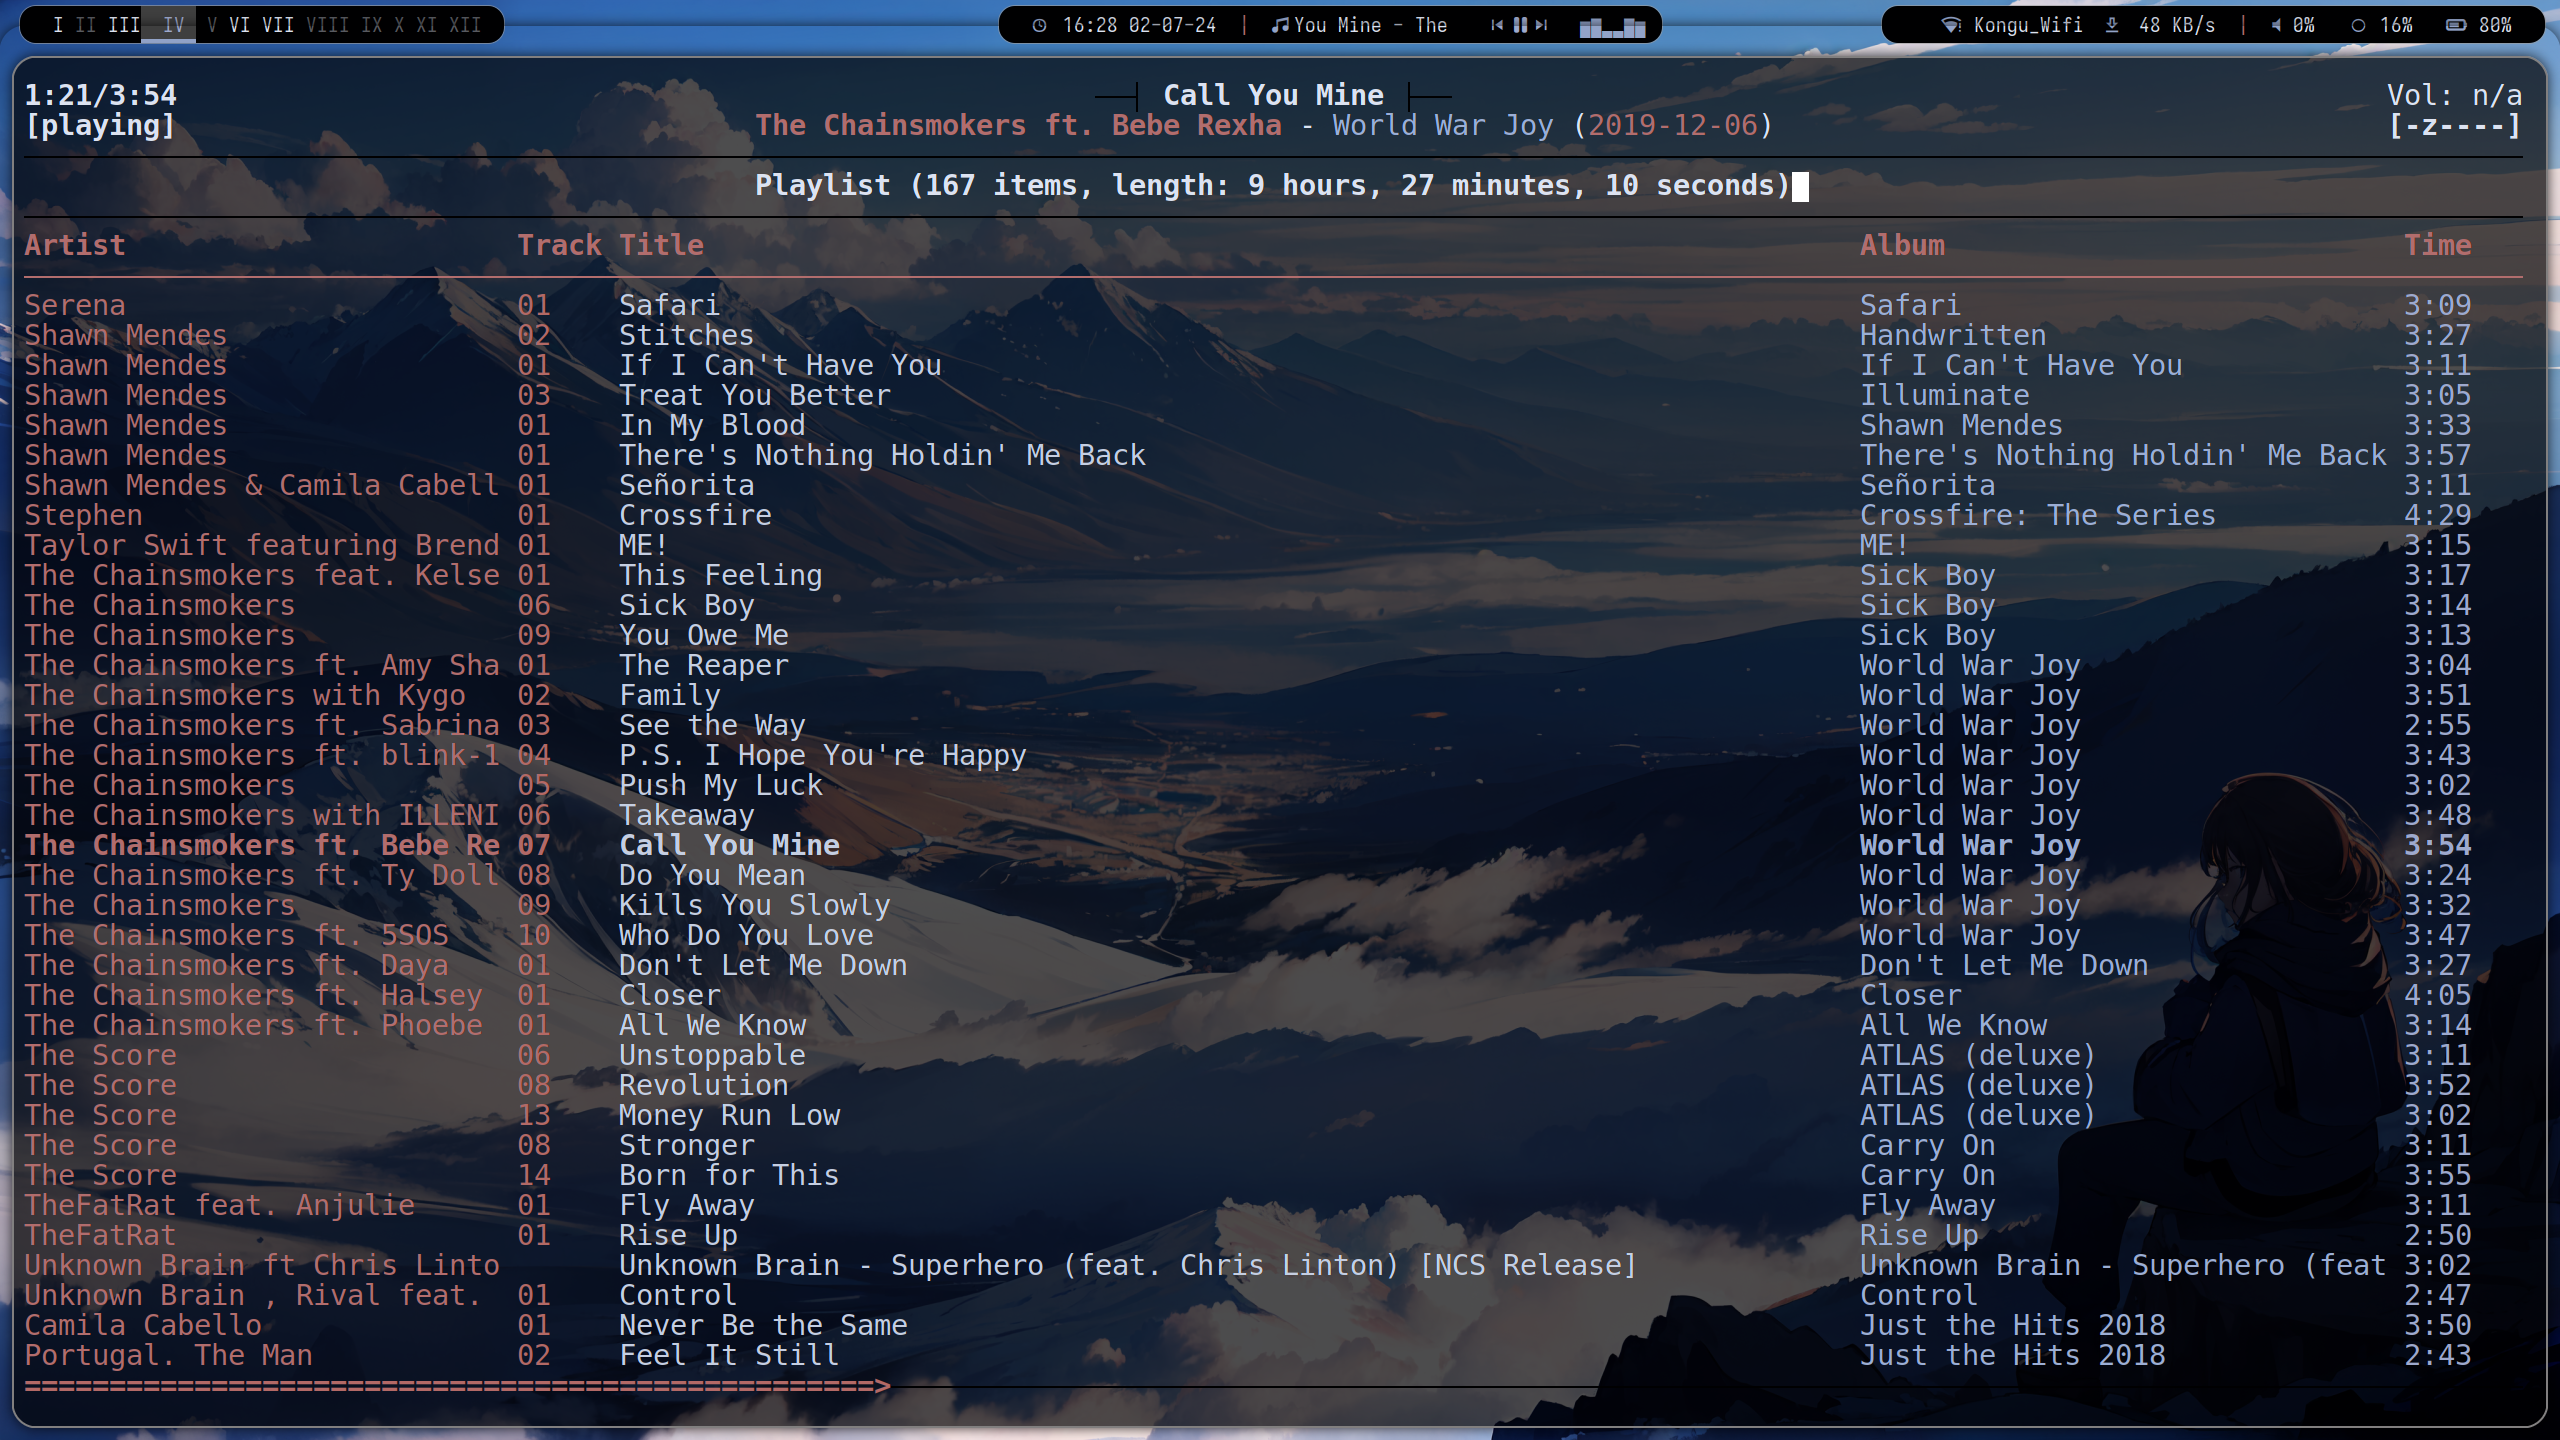 I II III IV V VI VII VIII IX X XI XII 16:28 02-07-24 | You Mine - The Kongu_Wifi 48 KB/s | 0% 16% 80%
1:21/3:54 Call You Mine Vol: n/a
[playing] The Chainsmokers ft. Bebe Rexha - World War Joy (2019-12-06) [-z----]
Playlist (167 items, length: 9 hours, 27 minutes, 10 seconds)
Artist Track Title Album Time
Serena 01 Safari Safari 3:09
Shawn Mendes 02 Stitches Handwritten 3:27
Shawn Mendes 01 If I Can't Have You If I Can't Have You 3:11
Shawn Mendes 03 Treat You Better Illuminate 3:05
Shawn Mendes 01 In My Blood Shawn Mendes 3:33
Shawn Mendes 01 There's Nothing Holdin' Me Back There's Nothing Holdin' Me Back 3:57
Shawn Mendes & Camila Cabell 01 Señorita Señorita 3:11
Stephen 01 Crossfire Crossfire: The Series 4:29
Taylor Swift featuring Brend 01 ME! ME! 3:15
The Chainsmokers feat. Kelse 01 This Feeling Sick Boy 3:17
The Chainsmokers 06 Sick Boy Sick Boy 3:14
The Chainsmokers 09 You Owe Me Sick Boy 3:13
The Chainsmokers ft. Amy Sha 01 The Reaper World War Joy 3:04
The Chainsmokers with Kygo 02 Family World War Joy 3:51
The Chainsmokers ft. Sabrina 03 See the Way World War Joy 2:55
The Chainsmokers ft. blink-1 04 P.S. I Hope You're Happy World War Joy 3:43
The Chainsmokers 05 Push My Luck World War Joy 3:02
The Chainsmokers with ILLENI 06 Takeaway World War Joy 3:48
The Chainsmokers ft. Bebe Re 07 Call You Mine World War Joy 3:54
The Chainsmokers ft. Ty Doll 08 Do You Mean World War Joy 3:24
The Chainsmokers 09 Kills You Slowly World War Joy 3:32
The Chainsmokers ft. 5SOS 10 Who Do You Love World War Joy 3:47
The Chainsmokers ft. Daya 01 Don't Let Me Down Don't Let Me Down 3:27
The Chainsmokers ft. Halsey 01 Closer Closer 4:05
The Chainsmokers ft. Phoebe 01 All We Know All We Know 3:14
The Score 06 Unstoppable ATLAS (deluxe) 3:11
The Score 08 Revolution ATLAS (deluxe) 3:52
The Score 13 Money Run Low ATLAS (deluxe) 3:02
The Score 08 Stronger Carry On 3:11
The Score 14 Born for This Carry On 3:55
TheFatRat feat. Anjulie 01 Fly Away Fly Away 3:11
TheFatRat 01 Rise Up Rise Up 2:50
Unknown Brain ft Chris Linto Unknown Brain - Superhero (feat. Chris Linton) [NCS Release] Unknown Brain - Superhero (feat 3:02
Unknown Brain , Rival feat. 01 Control Control 2:47
Camila Cabello 01 Never Be the Same Just the Hits 2018 3:50
Portugal. The Man 02 Feel It Still Just the Hits 2018 2:43
==================================================>